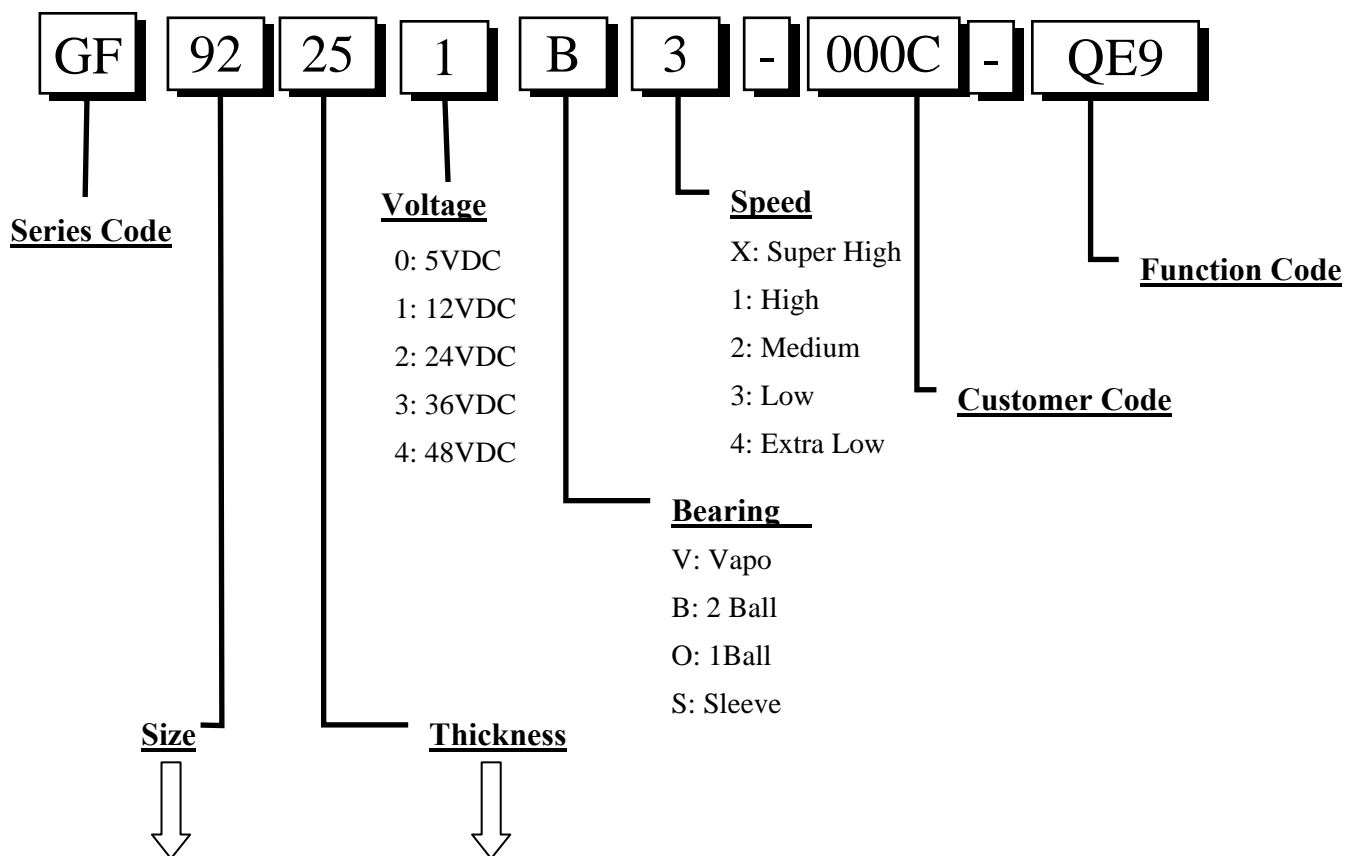 GF 92 25 1 B 3 - 000C - QE9
Series Code
Voltage
0: 5VDC
1: 12VDC
2: 24VDC
3: 36VDC
4: 48VDC
Speed
X: Super High
1: High
2: Medium
3: Low
4: Extra Low
Function Code
Customer Code
Bearing
V: Vapo
B: 2 Ball
O: 1Ball
S: Sleeve
Size
Thickness